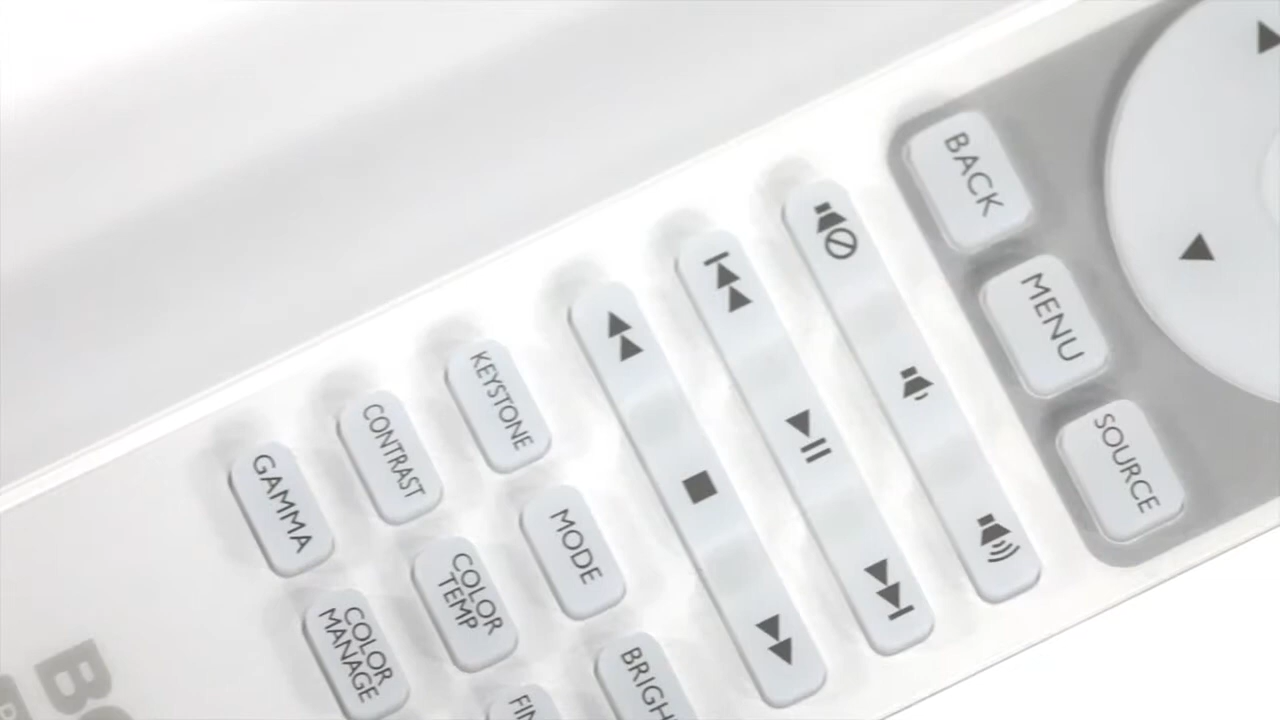 BACK
MENU
SOURCE
KEYSTONE
MODE
CONTRAST
COLOR
TEMP
GAMMA
COLOR
MANAGE